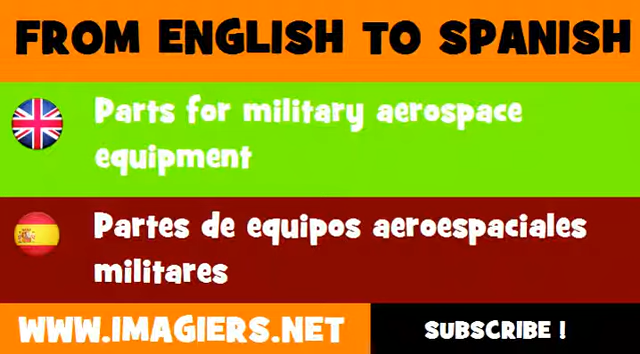 FROM ENGLISH TO SPANISH
Parts for military aerospace
equipment
Partes de equipos aeroespaciales
militares
WWW.IMAGIERS.NET
SUBSCRIBE !